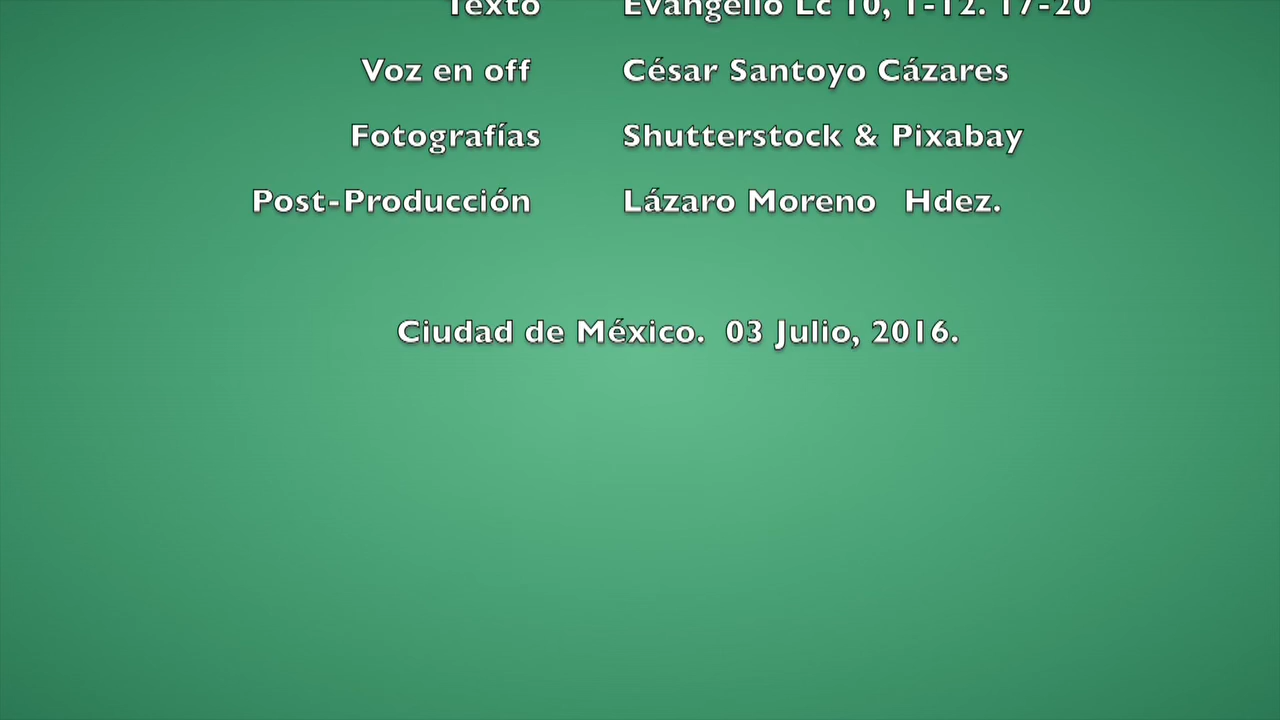 Texto Evangelio Lc 10, 1-12. 17-20
Voz en off César Santoyo Cázares
Fotografías Shutterstock & Pixabay
Post-Producción Lázaro Moreno Hdez.
Ciudad de México. 03 Julio, 2016.